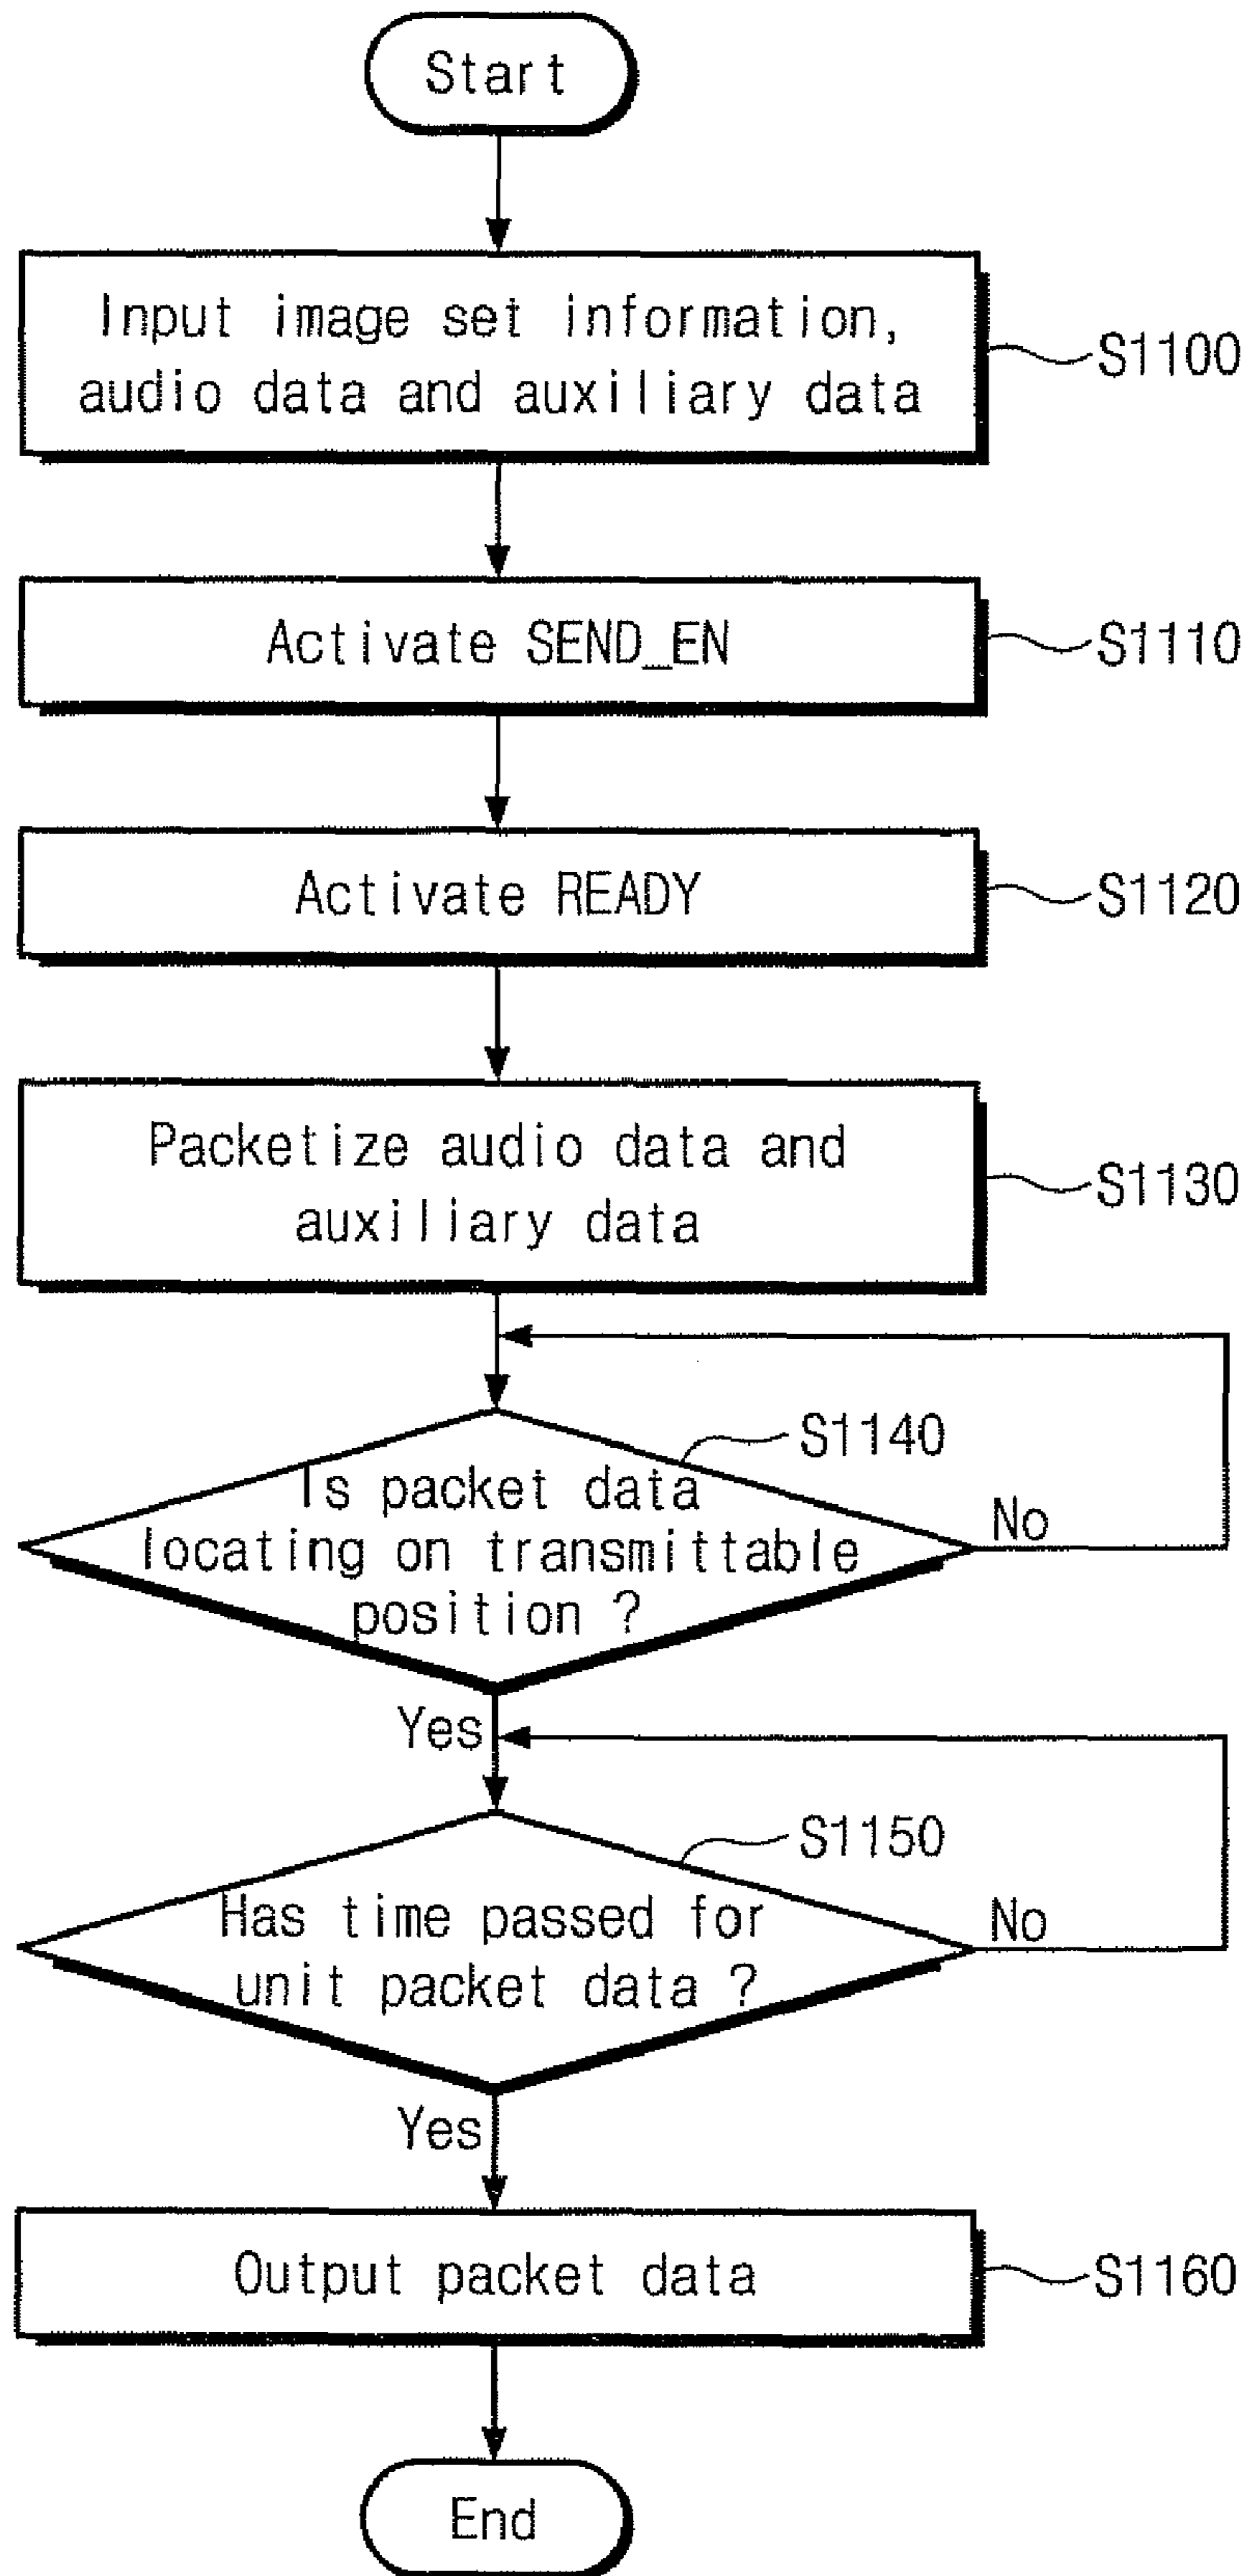 Start
Input image set information,
audio data and auxiliary data
S1100
Activate SEND_EN
S1110
Activate READY
S1120
Packetize audio data and
auxiliary data
S1130
S1140
Is packet data
locating on transmittable
position ?
No
Yes
S1150
Has time passed for
unit packet data ?
No
Yes
Output packet data
S1160
End